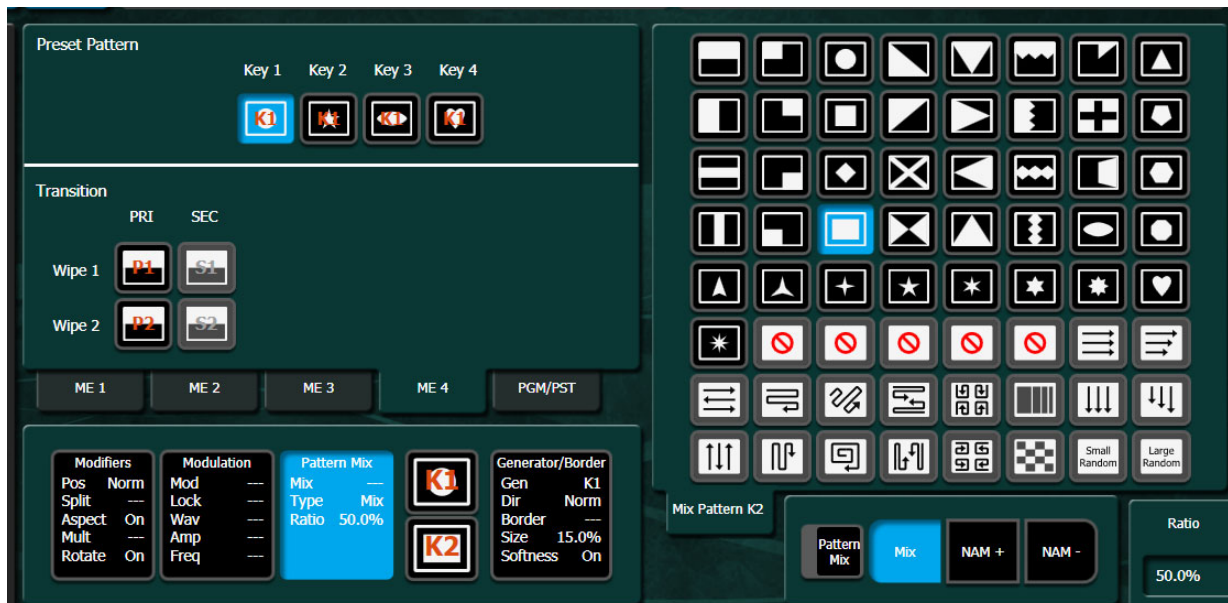 Preset Pattern
Key 1 Key 2 Key 3 Key 4
K1 K1 K1 K1
Transition
PRI SEC
Wipe 1 P1 S1
Wipe 2 P2 S2
ME 1 ME 2 ME 3 ME 4 PGM/PST
Modifiers
Pos Norm
Split ---
Aspect On
Mult ---
Rotate On
Modulation
Mod ---
Lock ---
Wav ---
Amp ---
Freq ---
Pattern Mix
Mix ---
Type Mix
Ratio 50.0%
K1
K2
Generator/Border
Gen K1
Dir Norm
Border ---
Size 15.0%
Softness On
Small
Random
Large
Random
Mix Pattern K2
Pattern
Mix
Mix
NAM +
NAM -
Ratio
50.0%